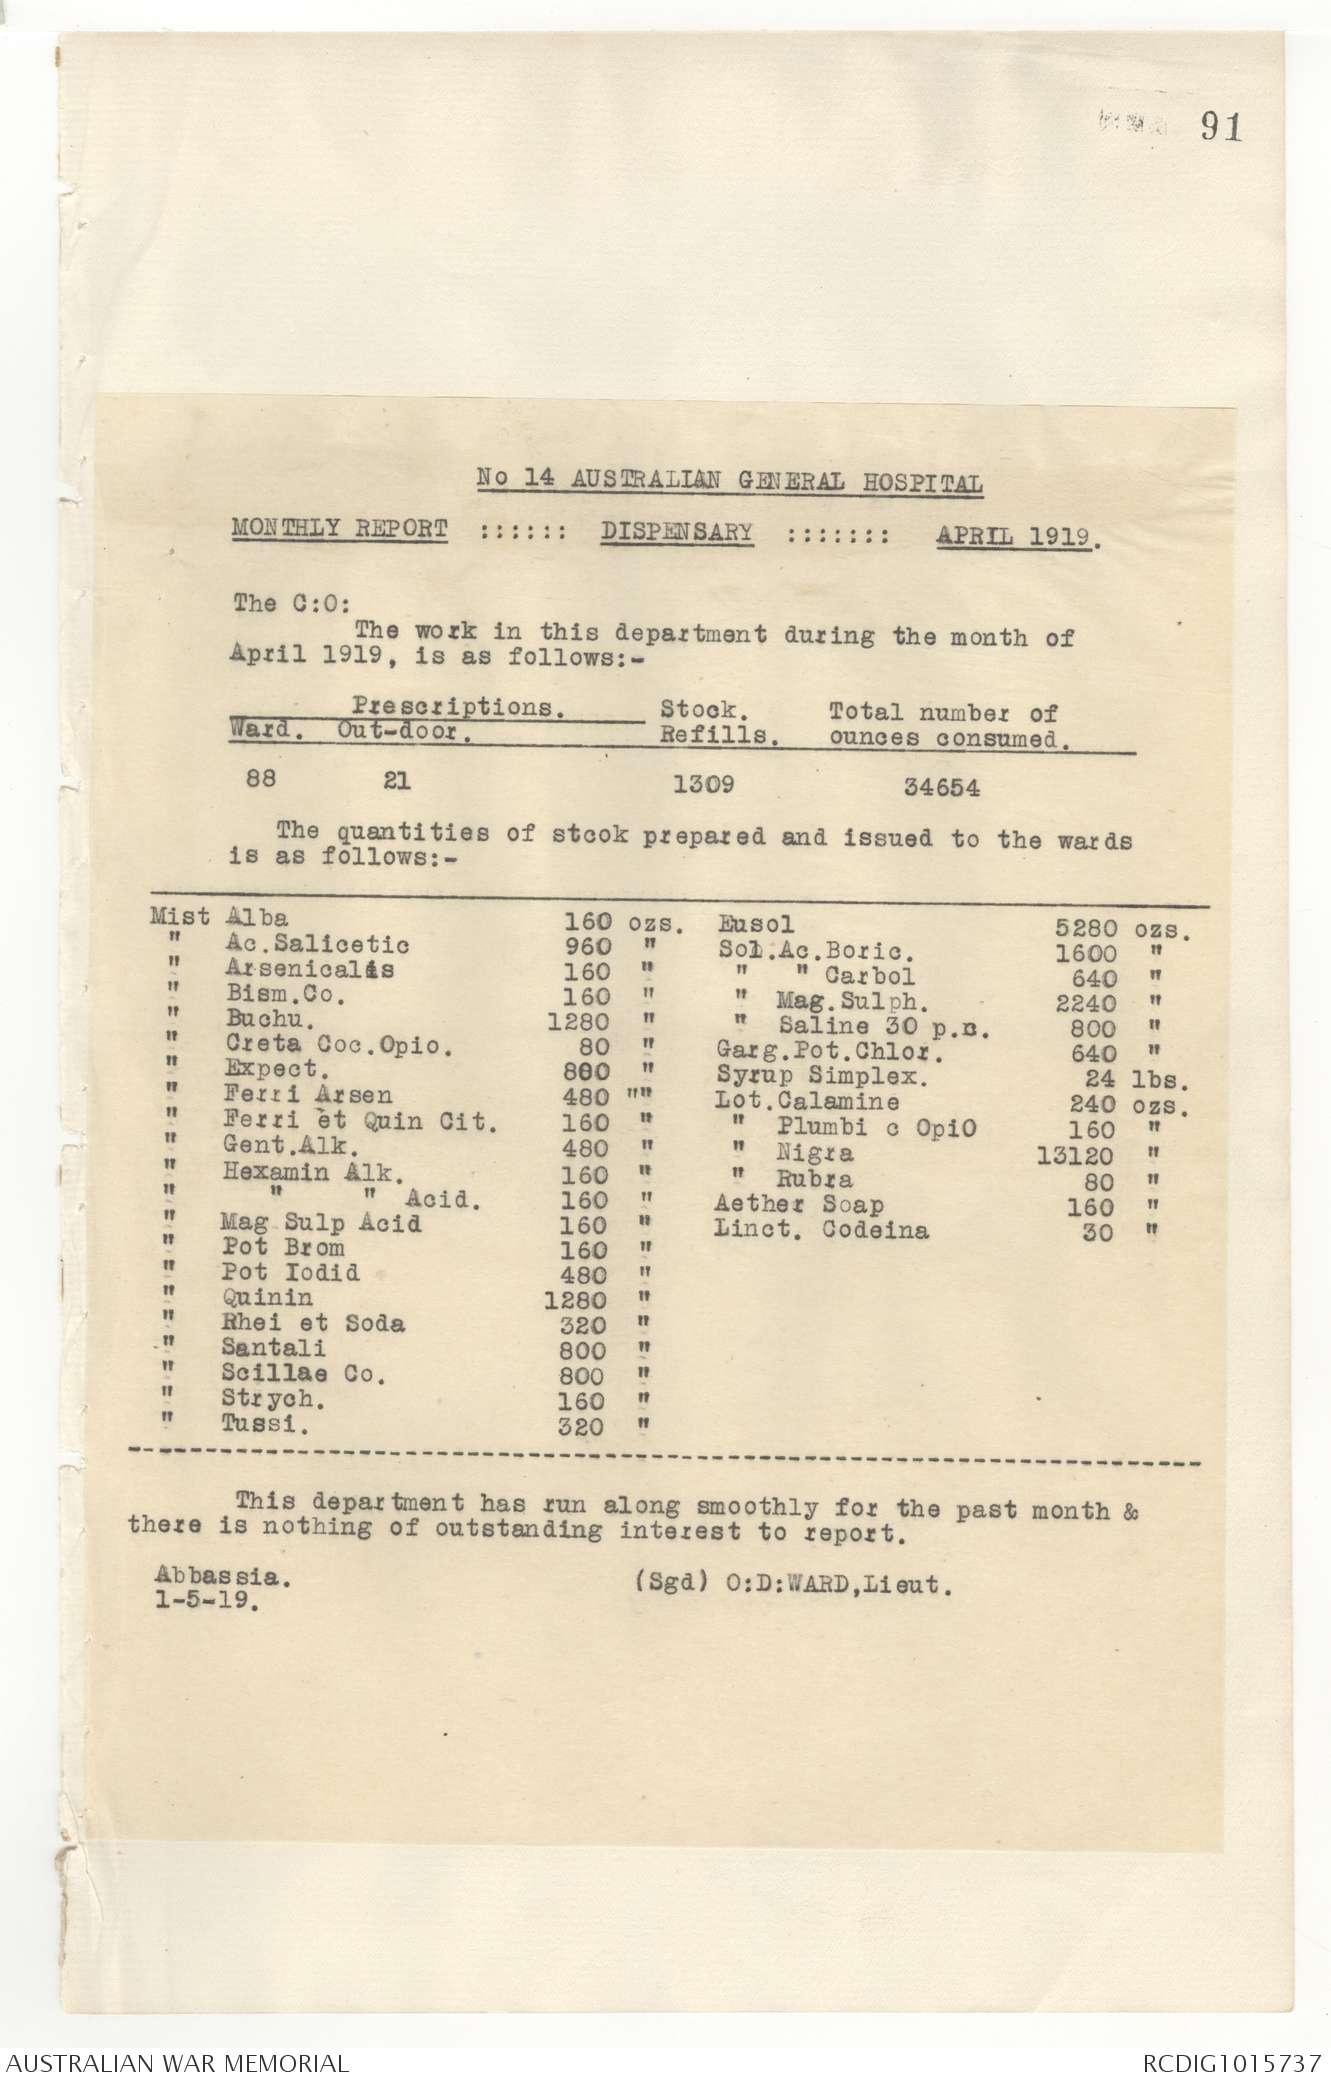 91
No 14 AUSTRALIAN GENERAL HOSPITAL
MONTHLY REPORT :::::: DISPENSARY ::::::: APRIL 1919.
The C:O:
The work in this department during the month of
April 1919, is as follows:-
Prescriptions. Stock. Total number of
Ward. Out-door. Refills. ounces consumed.
88 21 1309 34654
The quantities of stcok prepared and issued to the wards
is as follows:-
Mist Alba 160 ozs. Eusol 5280 ozs.
" Ac.Salicetic 960 " Sol.Ac.Boric. 1600 "
" Arsenicalis 160 " " " Carbol 640 "
" Bism.Co. 160 " " Mag.Sulph. 2240 "
" Buchu. 1280 " " Saline 30 p.c. 800 "
" Creta Coc.Opio. 80 " Garg.Pot.Chlor. 640 "
" Expect. 800 " Syrup Simplex. 24 lbs.
" Ferri Arsen 480 "" Lot.Calamine 240 ozs.
" Ferri et Quin Cit. 160 " " Plumbi c OpiO 160 "
" Gent.Alk. 480 " " Nigra 13120 "
" Hexamin Alk. 160 " " Rubra 80 "
" " " Acid. 160 " Aether Soap 160 "
" Mag Sulp Acid 160 " Linct. Codeina 30 "
" Pot Brom 160 "
" Pot Iodid 480 "
" Quinin 1280 "
" Rhei et Soda 320 "
" Santali 800 "
" Scillae Co. 800 "
" Strych. 160 "
" Tussi. 320 "
This department has run along smoothly for the past month &
there is nothing of outstanding interest to report.
Abbassia. (Sgd) O:D:WARD,Lieut.
1-5-19.
AUSTRALIAN WAR MEMORIAL RCDIG1015737